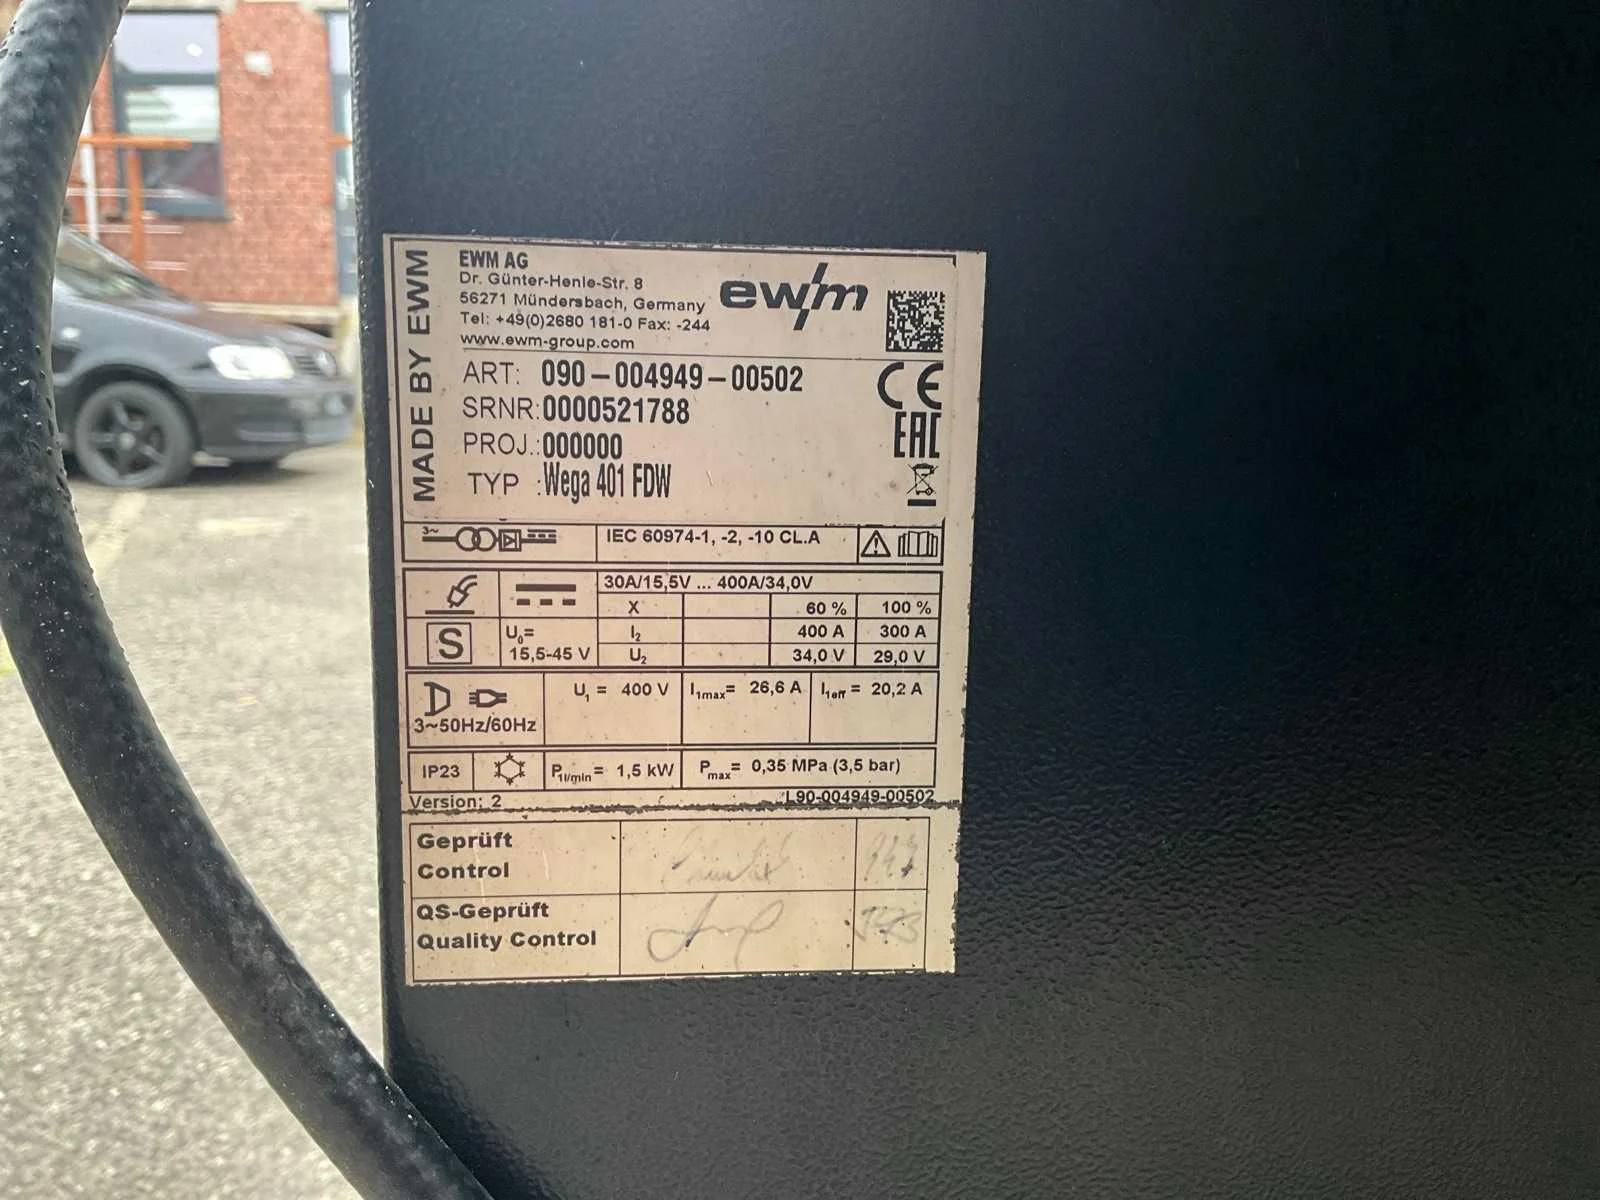 MADE BY EWM
EWM AG
Dr. Günter-Henle-Str. 8
56271 Mündersbach, Germany
Tel: +49(0)2680 181-0 Fax: -244
www.ewm-group.com
ewm
ART: 090-004949-00502
SRNR:0000521788
PROJ.:000000
TYP :Wega 401 FDW
CE
EAC
3~
IEC 60974-1, -2, -10 CL.A
30A/15,5V ... 400A/34,0V
X 60 % 100 %
S
U0=
15,5-45 V
I2 400 A 300 A
U2 34,0 V 29,0 V
3~50Hz/60Hz
U1 = 400 V
I1max= 26,6 A
I1eff = 20,2 A
IP23
P1l/min= 1,5 kW
Pmax= 0,35 MPa (3,5 bar)
Version: 2
L90-004949-00502
Geprüft
Control
QS-Geprüft
Quality Control